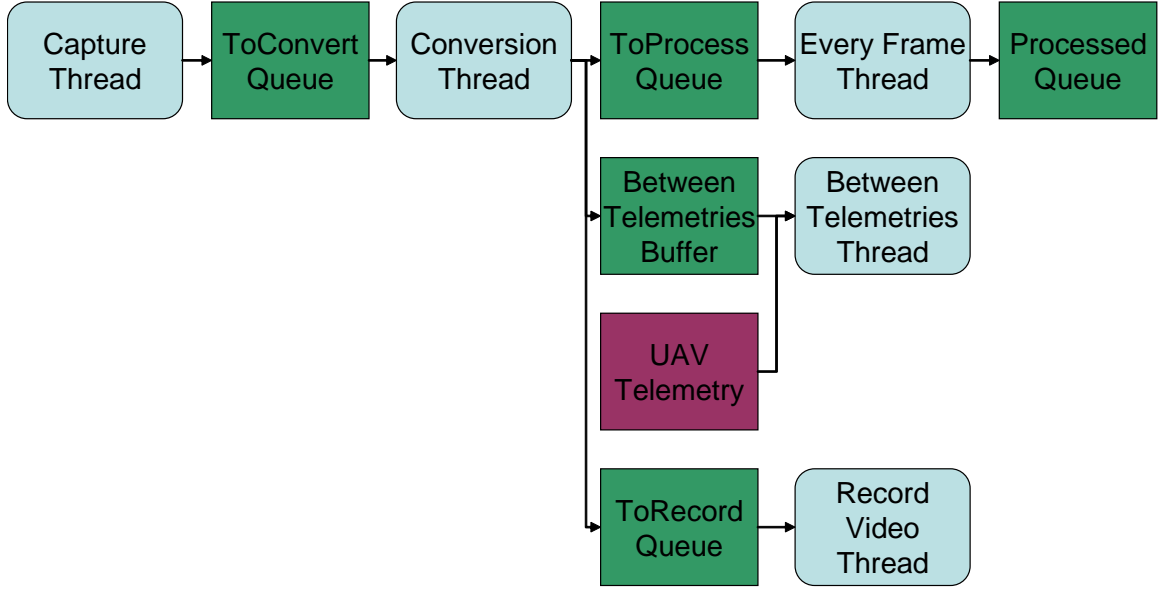 Capture
Thread
ToConvert
Queue
Conversion
Thread
ToProcess
Queue
Every Frame
Thread
Processed
Queue
Between
Telemetries
Buffer
Between
Telemetries
Thread
UAV
Telemetry
ToRecord
Queue
Record
Video
Thread